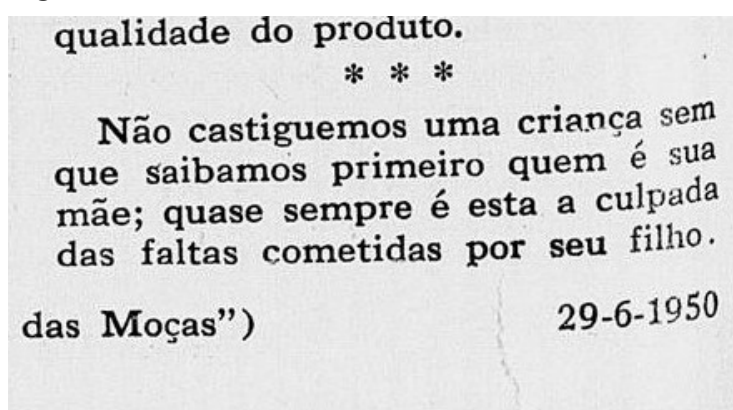 qualidade do produto.
* * *
Não castiguemos uma criança sem
que saibamos primeiro quem é sua
mãe; quase sempre é esta a culpada
das faltas cometidas por seu filho.
das Moças") 29-6-1950